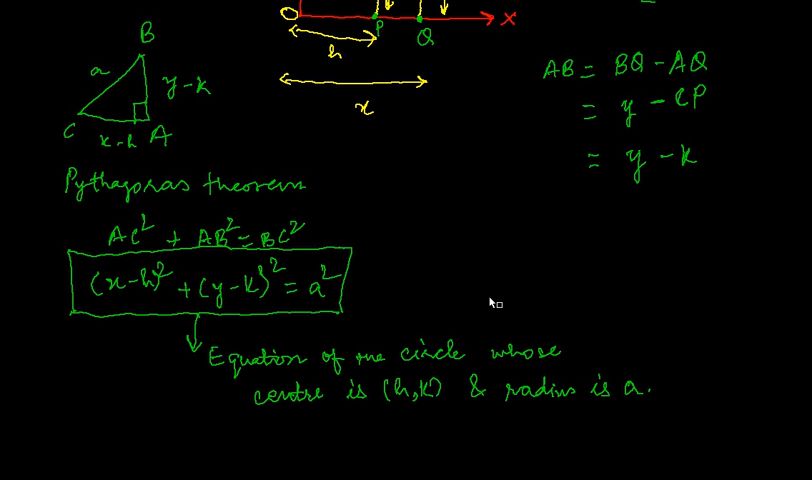 O P Q X
h
x
B
a y-k
C x-h A
AB = BQ - AQ
= y - CP
= y - k
Pythagoras theorem
AC² + AB² = BC²
(x-h)² + (y-k)² = a²
Equation of the circle whose
centre is (h,k) & radius is a.